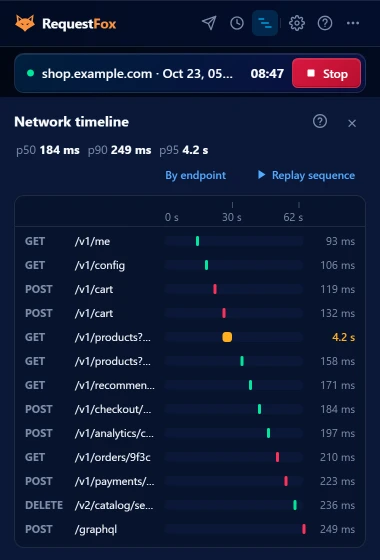 RequestFox
shop.example.com · Oct 23, 05... 08:47 Stop
Network timeline
p50 184 ms p90 249 ms p95 4.2 s
By endpoint Replay sequence
0 s 30 s 62 s
GET /v1/me 93 ms
GET /v1/config 106 ms
POST /v1/cart 119 ms
POST /v1/cart 132 ms
GET /v1/products?... 4.2 s
GET /v1/products?... 158 ms
GET /v1/recommen... 171 ms
POST /v1/checkout/... 184 ms
POST /v1/analytics/c... 197 ms
GET /v1/orders/9f3c 210 ms
POST /v1/payments/... 223 ms
DELETE /v2/catalog/se... 236 ms
POST /graphql 249 ms